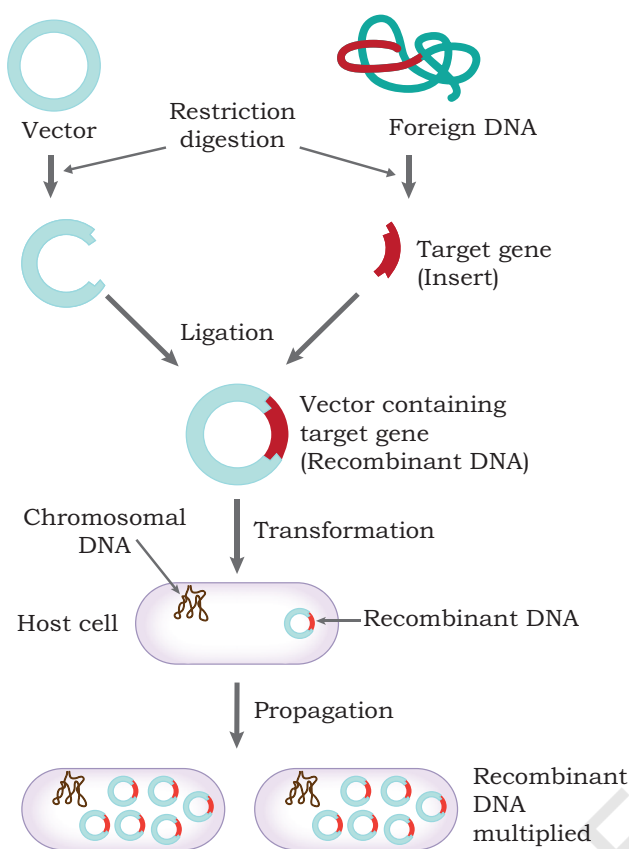 Vector
Restriction
digestion
Foreign DNA
Target gene
(Insert)
Ligation
Vector containing
target gene
(Recombinant DNA)
Chromosomal
DNA
Transformation
Host cell
Recombinant DNA
Propagation
Recombinant
DNA
multiplied